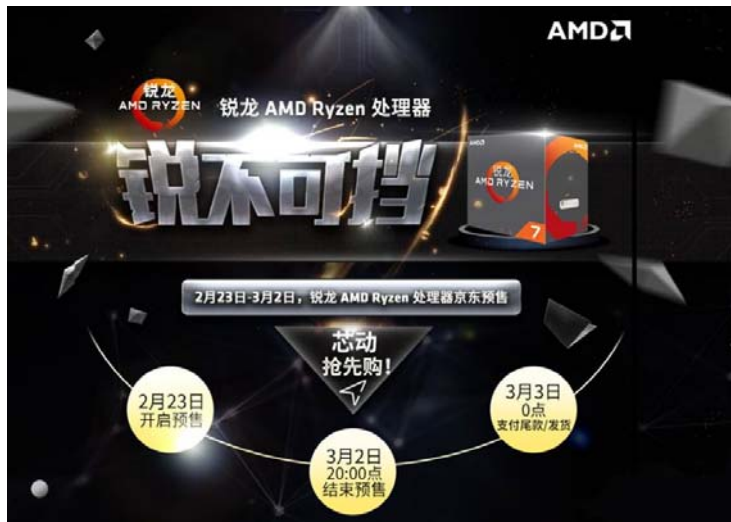 AMD
锐龙
AMD RYZEN
锐龙 AMD Ryzen 处理器
锐不可挡
AMD
锐龙
AMD RYZEN
7
2月23日-3月2日，锐龙 AMD Ryzen 处理器京东预售
芯动
抢先购!
2月23日
开启预售
3月2日
20:00点
结束预售
3月3日
0点
支付尾款/发货